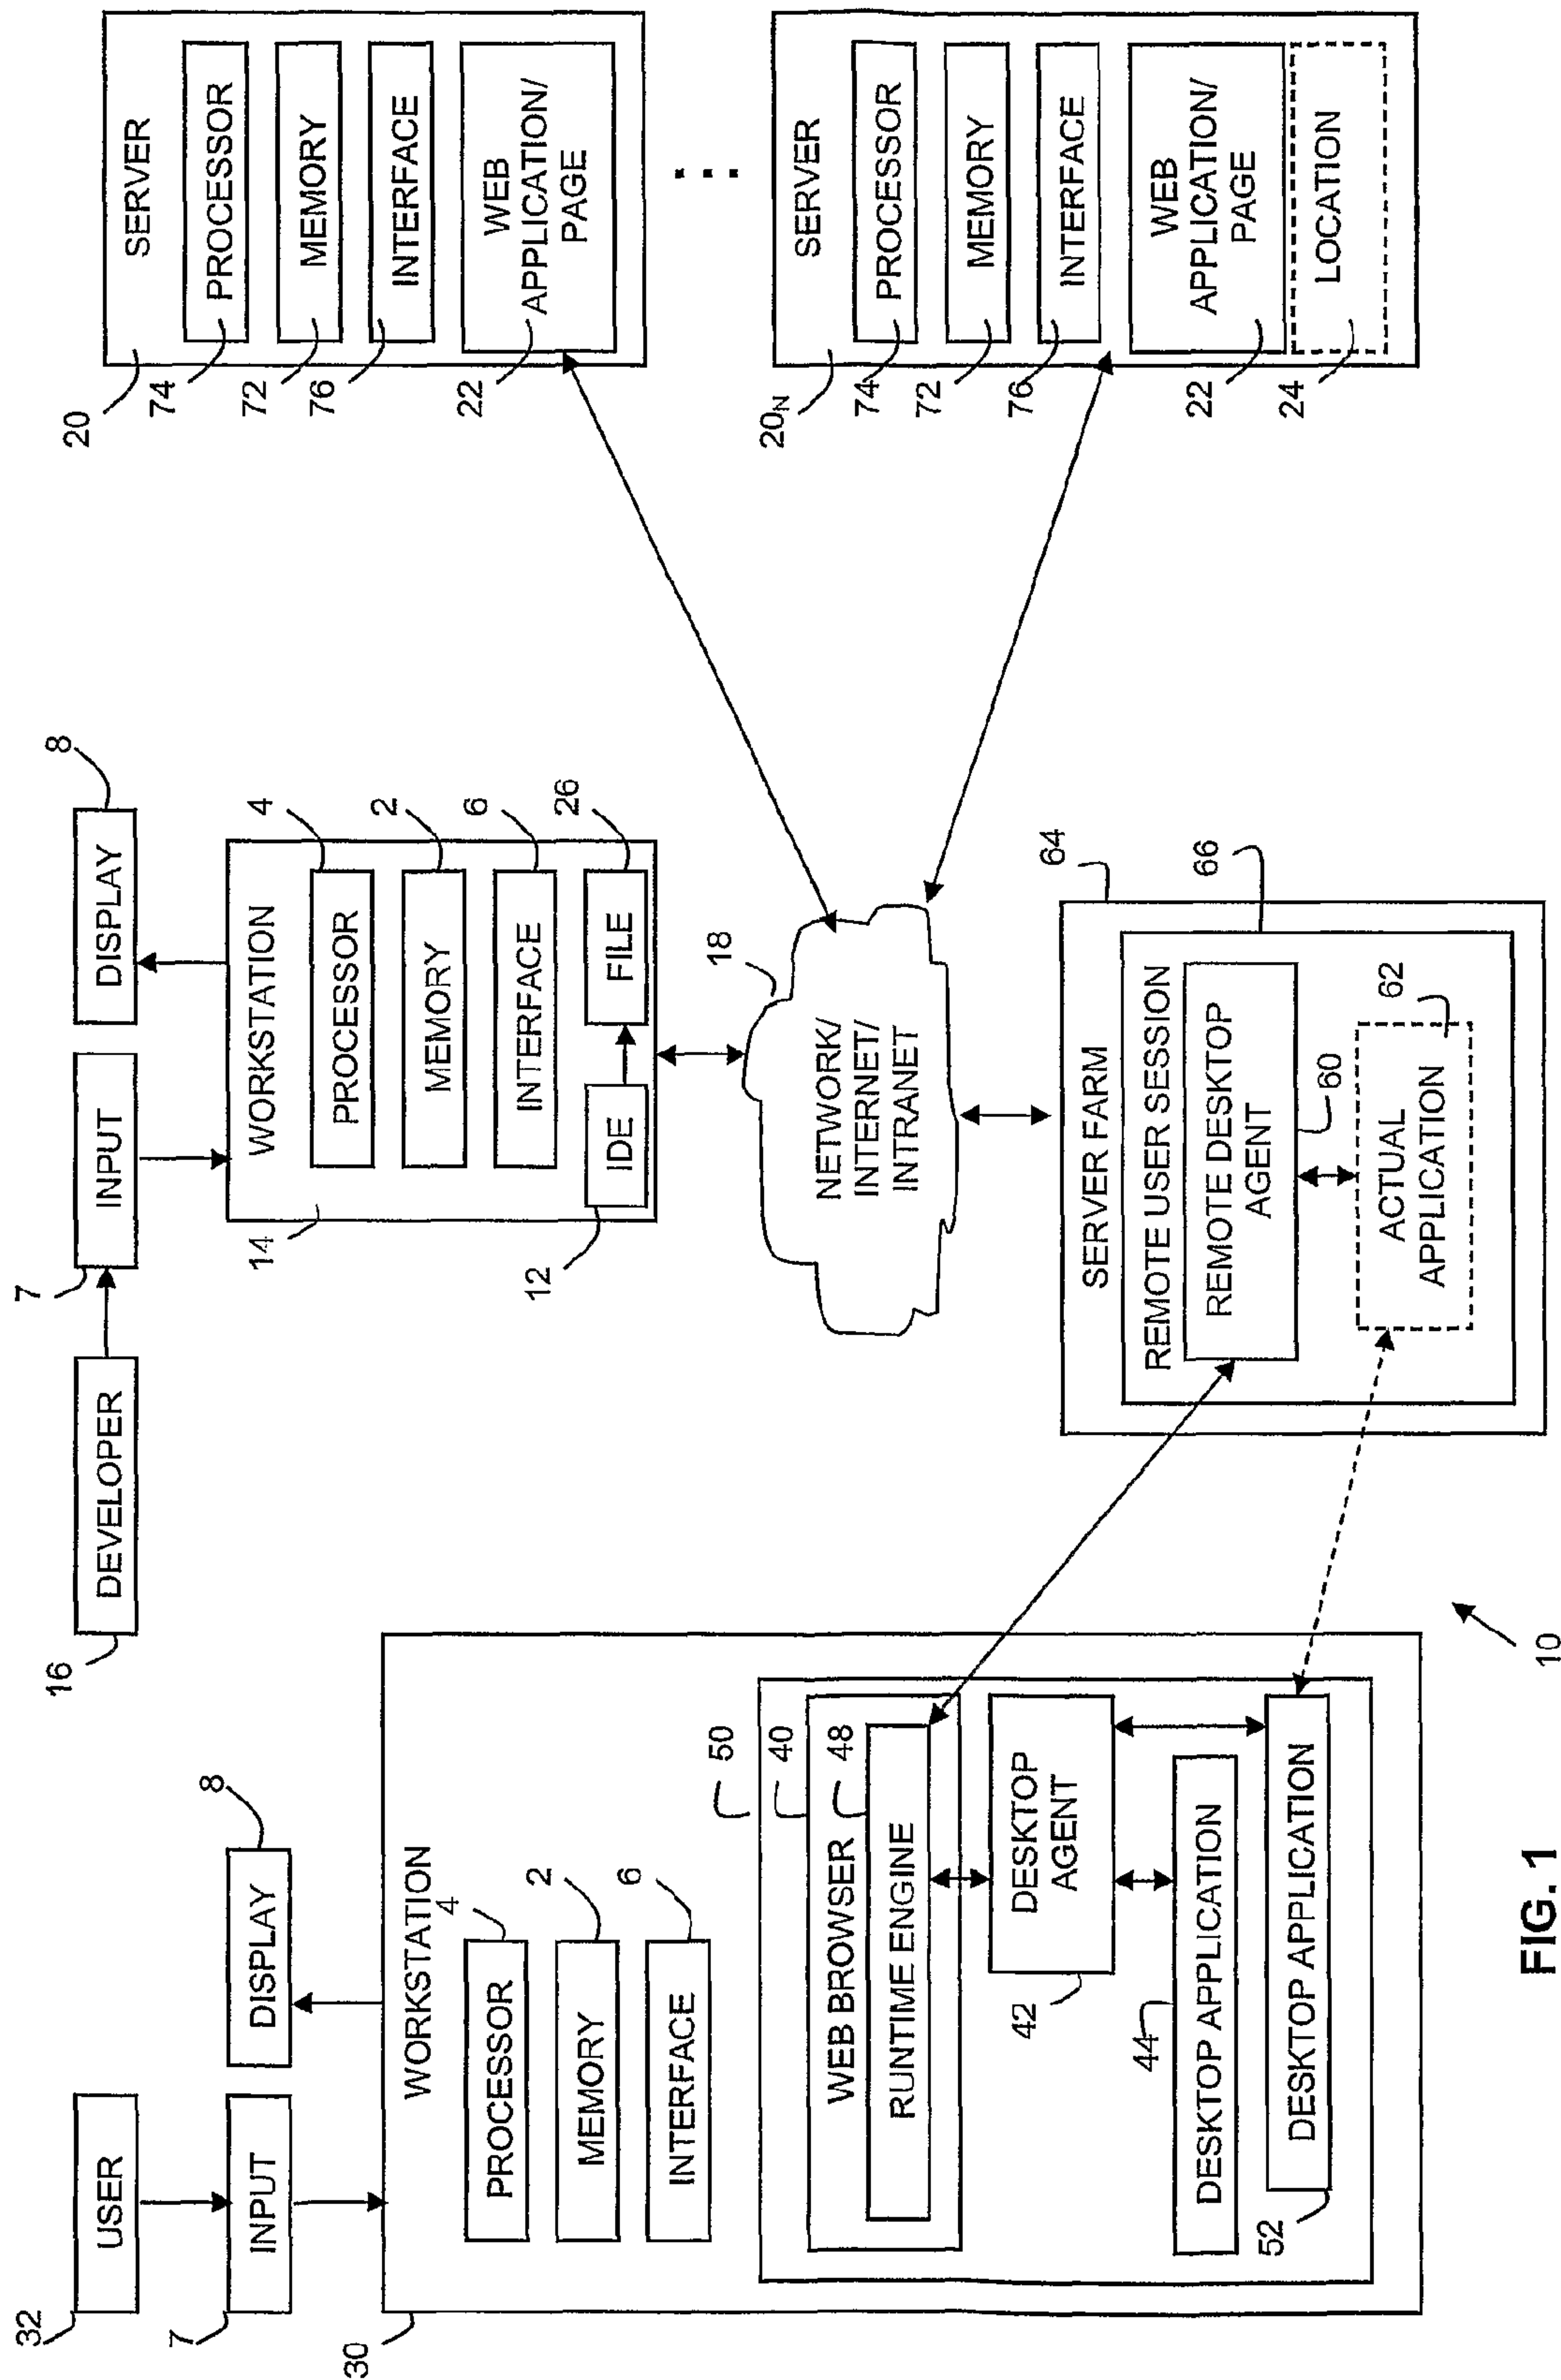 32
USER
7
INPUT
8
DISPLAY
30
WORKSTATION
4
PROCESSOR
2
MEMORY
6
INTERFACE
50
40
WEB BROWSER
48
RUNTIME ENGINE
42
DESKTOP
AGENT
44
DESKTOP APPLICATION
52
DESKTOP APPLICATION
16
DEVELOPER
7
INPUT
8
DISPLAY
14
WORKSTATION
4
PROCESSOR
2
MEMORY
6
INTERFACE
12
IDE
26
FILE
18
NETWORK/
INTERNET/
INTRANET
64
SERVER FARM
66
REMOTE USER SESSION
REMOTE DESKTOP
AGENT
60
62
ACTUAL
APPLICATION
20
SERVER
74
PROCESSOR
72
MEMORY
76
INTERFACE
22
WEB
APPLICATION/
PAGE
20N
SERVER
74
PROCESSOR
72
MEMORY
76
INTERFACE
22
WEB
APPLICATION/
PAGE
24
LOCATION
10
FIG. 1